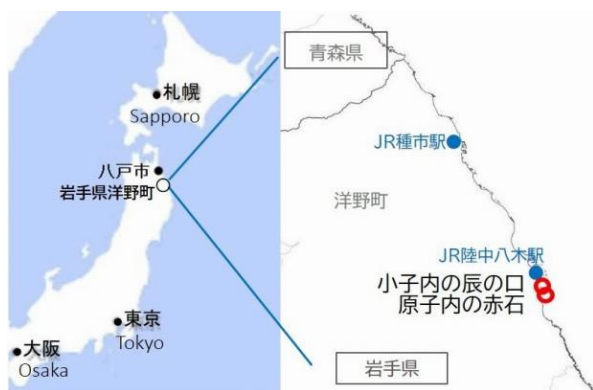 札幌
Sapporo
八戸市
岩手県洋野町
東京
Tokyo
大阪
Osaka
青森県
JR種市駅
洋野町
JR陸中八木駅
小子内の辰の口
原子内の赤石
岩手県